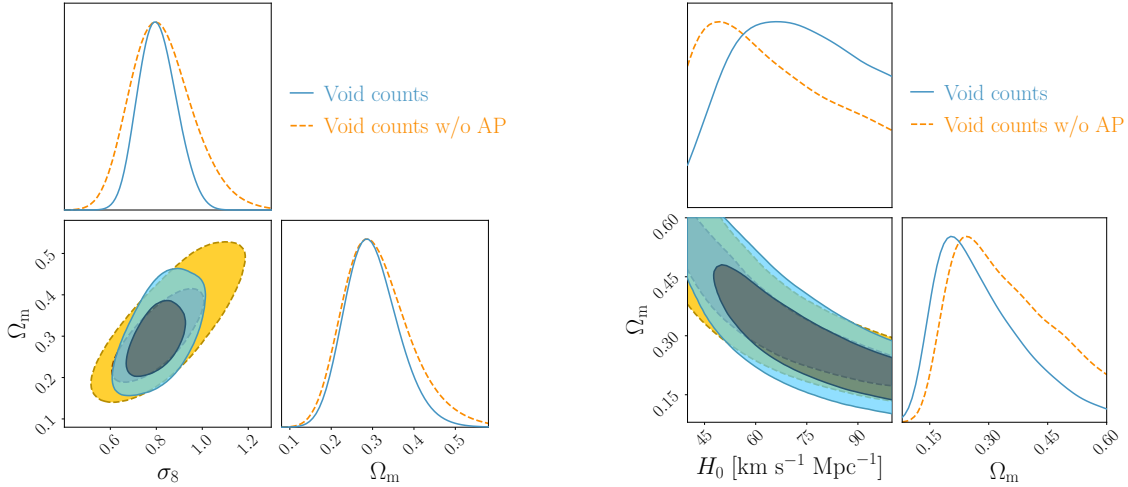 Void counts
Void counts w/o AP
Ωm
0.5
0.4
0.3
0.2
0.1
0.6
0.8
1.0
1.2
σ8
0.1
0.2
0.3
0.4
0.5
Ωm
Void counts
Void counts w/o AP
Ωm
0.60
0.45
0.30
0.15
45
60
75
90
H0 [km s−1 Mpc−1]
0.15
0.30
0.45
0.60
Ωm